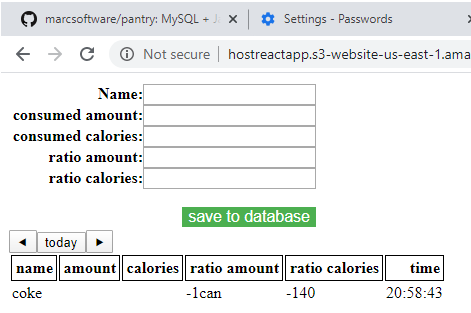 marcsoftware/pantry: MySQL + J
Settings - Passwords
Not secure hostreactapp.s3-website-us-east-1.ama
Name:
consumed amount:
consumed calories:
ratio amount:
ratio calories:
save to database
◄ today ►
name amount calories ratio amount ratio calories time
coke -1can -140 20:58:43